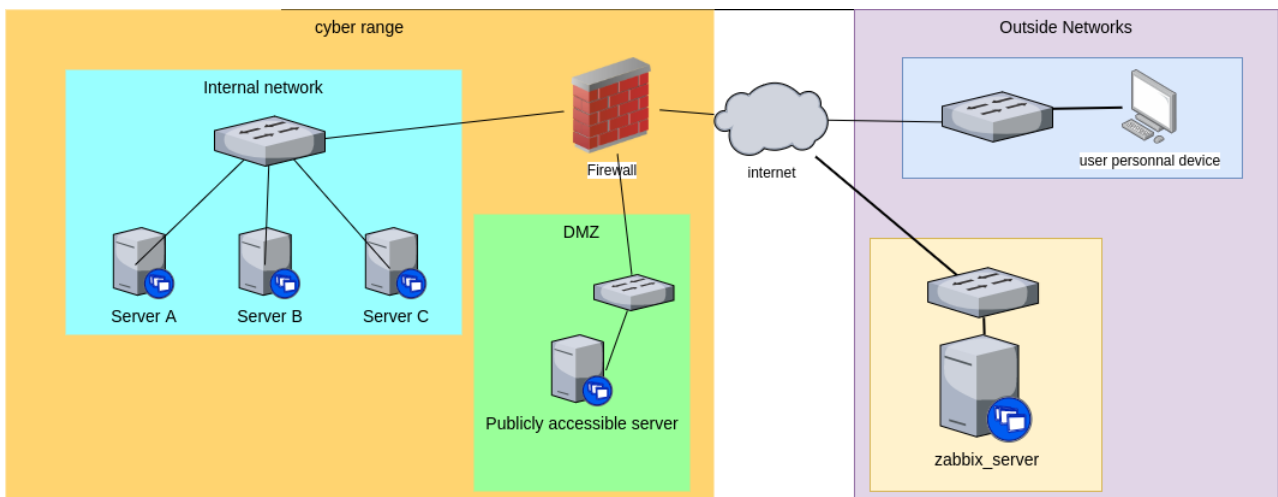 cyber range
Outside Networks
Internal network
Firewall
internet
user personnal device
DMZ
Server A
Server B
Server C
Publicly accessible server
zabbix_server